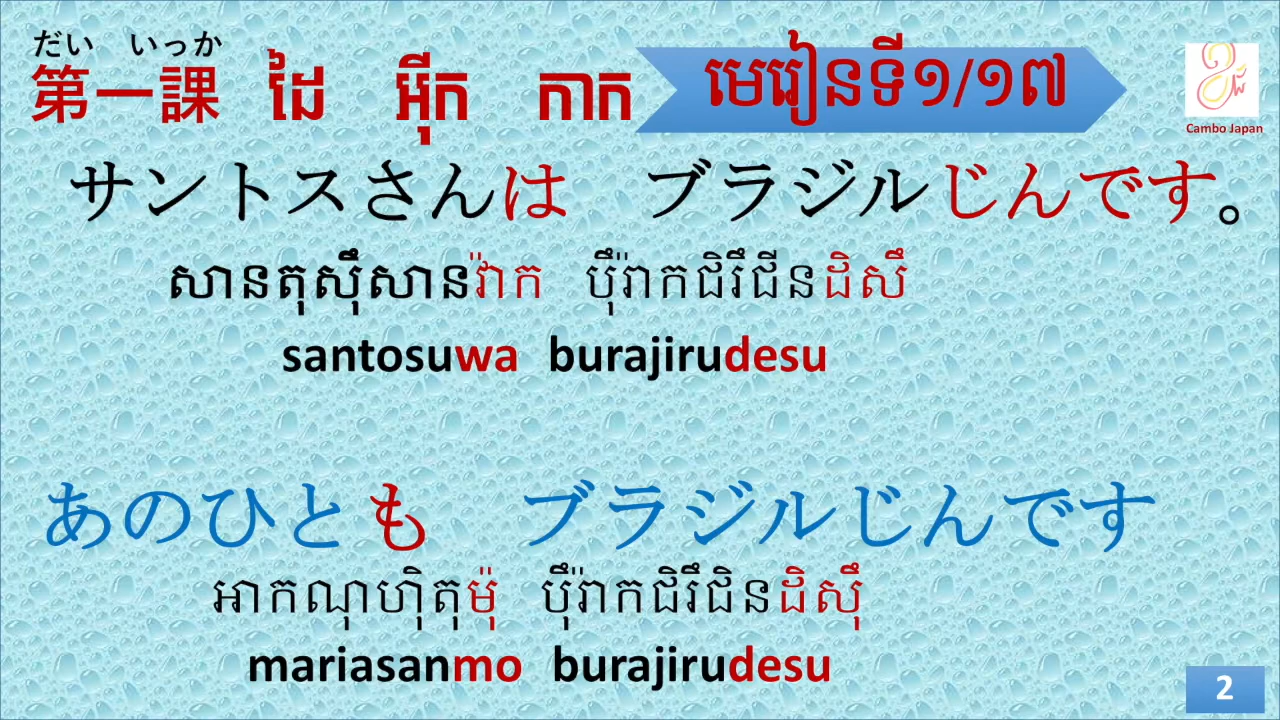 だい いっか
第一課 ដៃ អ៊ីក កាក
មេរៀនទី១/១៧
Cambo Japan
サントスさんは ブラジルじんです。
សានតុស៊ឹសានវ៉ាក ប៊ឹរ៉ាកជិរឹជីនដិសឹ
santosuwa burajirudesu
あのひとも ブラジルじんです
អាកណុហ៊ិតុម៉ុ ប៊ឹរ៉ាកជិរឹជិនដិស៊ឹ
mariasanmo burajirudesu
2